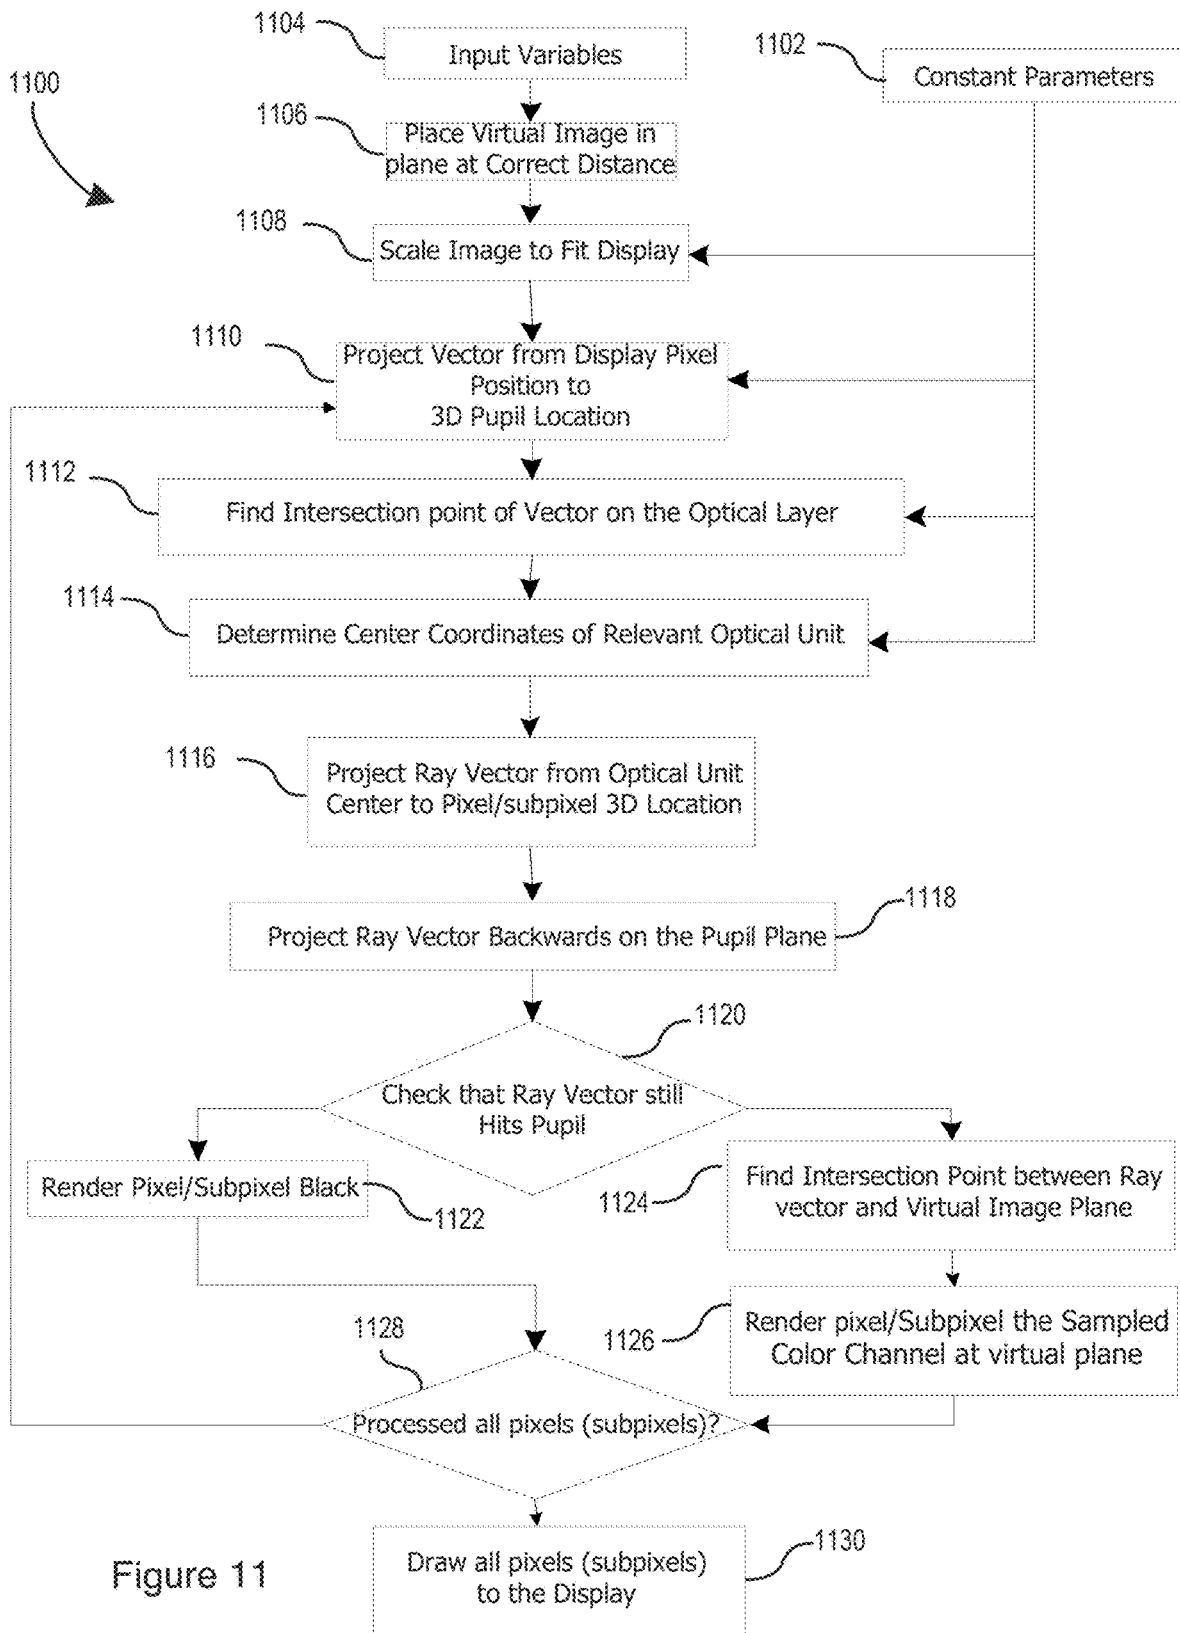 1104
Input Variables
1102
Constant Parameters
1100
1106
Place Virtual Image in
plane at Correct Distance
1108
Scale Image to Fit Display
1110
Project Vector from Display Pixel
Position to
3D Pupil Location
1112
Find Intersection point of Vector on the Optical Layer
1114
Determine Center Coordinates of Relevant Optical Unit
1116
Project Ray Vector from Optical Unit
Center to Pixel/subpixel 3D Location
1118
Project Ray Vector Backwards on the Pupil Plane
1120
Check that Ray Vector still
Hits Pupil
Render Pixel/Subpixel Black
1122
1124
Find Intersection Point between Ray
vector and Virtual Image Plane
1126
Render pixel/Subpixel the Sampled
Color Channel at virtual plane
1128
Processed all pixels (subpixels)?
1130
Draw all pixels (subpixels)
to the Display
Figure 11